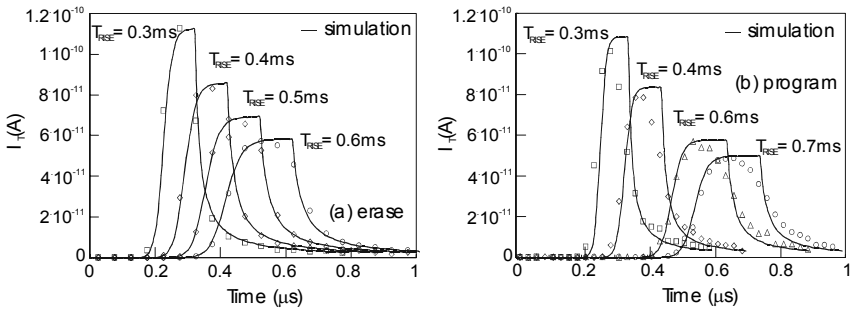 1.2·10⁻¹⁰
1·10⁻¹⁰
8·10⁻¹¹
6·10⁻¹¹
4·10⁻¹¹
2·10⁻¹¹
0
I_T(A)
T_RISE= 0.3ms
— simulation
T_RISE= 0.4ms
T_RISE= 0.5ms
T_RISE= 0.6ms
(a) erase
0 0.2 0.4 0.6 0.8 1
Time (μs)
1.2·10⁻¹⁰
1·10⁻¹⁰
8·10⁻¹¹
6·10⁻¹¹
4·10⁻¹¹
2·10⁻¹¹
0
I_T(A)
— simulation
T_RISE= 0.3ms
T_RISE= 0.4ms
(b) program
T_RISE= 0.6ms
T_RISE= 0.7ms
0 0.2 0.4 0.6 0.8 1
Time (μs)